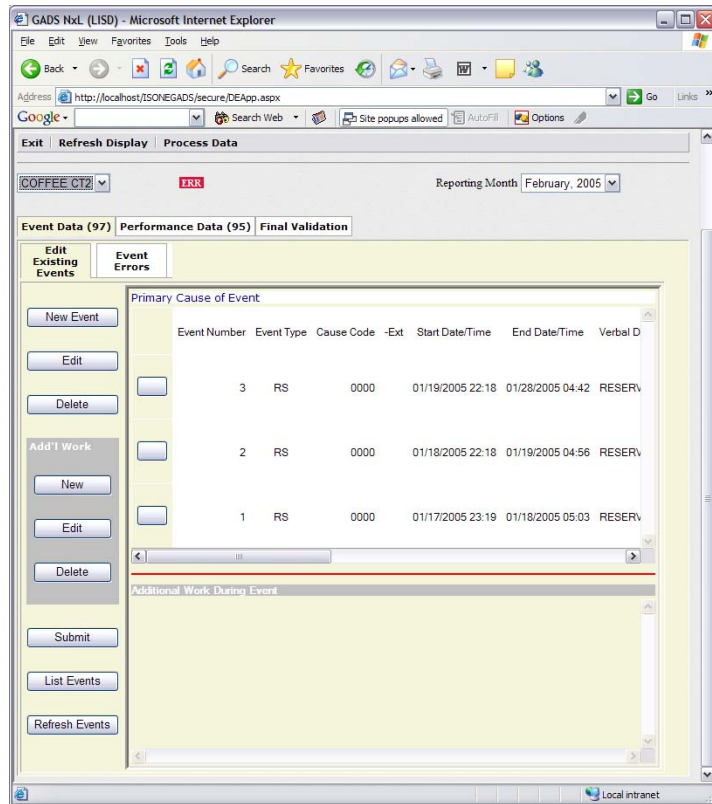 GADS NxL (LISD) - Microsoft Internet Explorer
File Edit View Favorites Tools Help
Back Search Favorites
Address http://localhost/ISONEGADS/secure/DEApp.aspx Go Links »
Google Search Web Site popups allowed AutoFill Options
Exit Refresh Display Process Data
COFFEE CT2 ERR Reporting Month February, 2005
Event Data (97) Performance Data (95) Final Validation
Edit Existing Events Event Errors
Primary Cause of Event
New Event
Event Number Event Type Cause Code -Ext Start Date/Time End Date/Time Verbal D
Edit
3 RS 0000 01/19/2005 22:18 01/28/2005 04:42 RESERV
Delete
Add'l Work
2 RS 0000 01/18/2005 22:18 01/19/2005 04:56 RESERV
New
1 RS 0000 01/17/2005 23:19 01/18/2005 05:03 RESERV
Edit
Delete
Additional Work During Event
Submit
List Events
Refresh Events
Local intranet